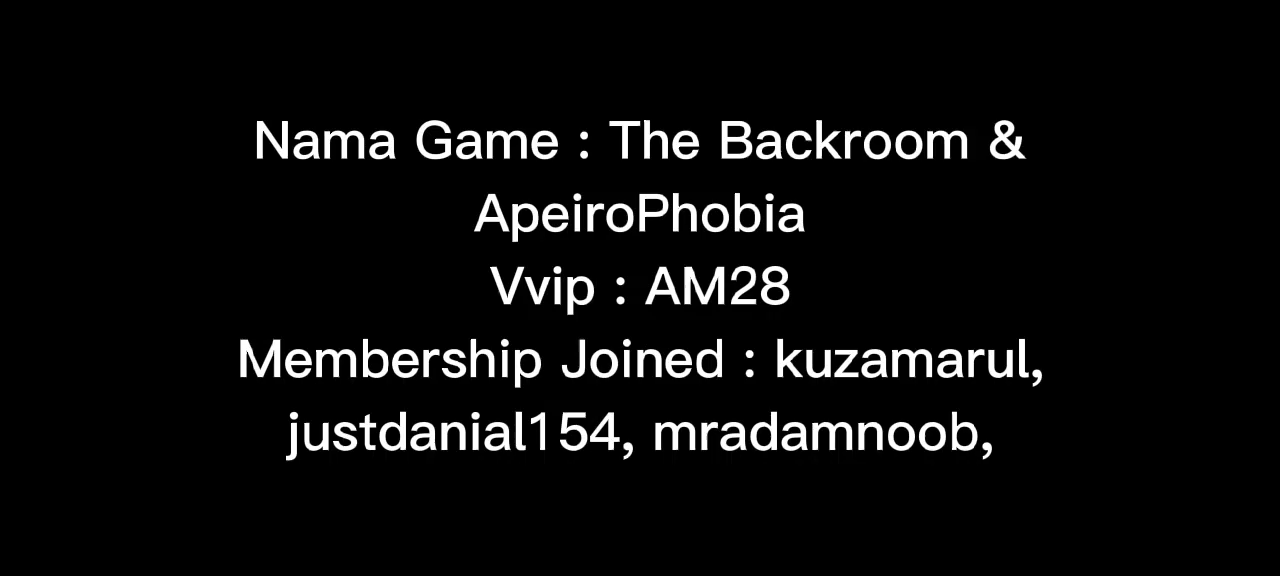 Nama Game : The Backroom &
ApeiroPhobia
Vvip : AM28
Membership Joined : kuzamarul,
justdanial154, mradamnoob,